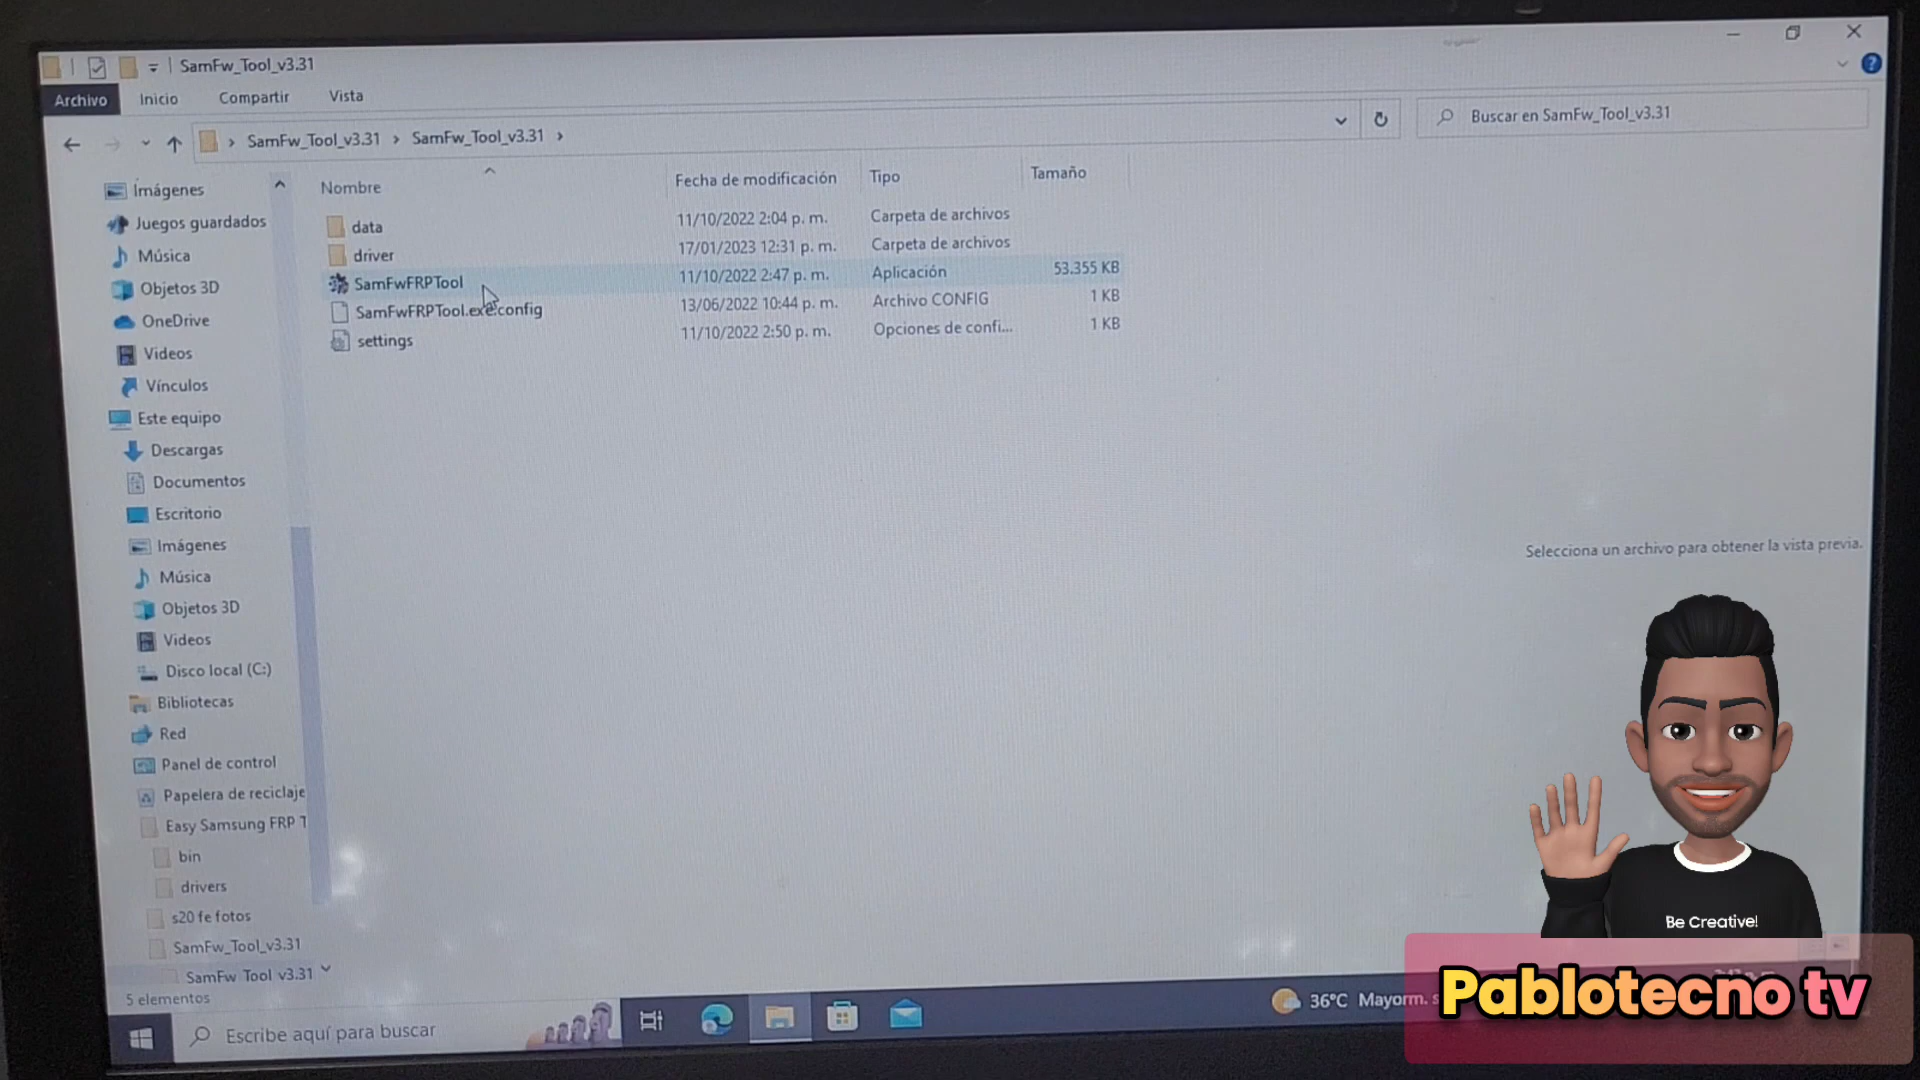 SamFw_Tool_v3.31
Archivo Inicio Compartir Vista
SamFw_Tool_v3.31 > SamFw_Tool_v3.31 >
Buscar en SamFw_Tool_v3.31
Nombre Fecha de modificación Tipo Tamaño
data 11/10/2022 2:04 p. m. Carpeta de archivos
driver 17/01/2023 12:31 p. m. Carpeta de archivos
SamFwFRPTool 11/10/2022 2:47 p. m. Aplicación 53.355 KB
SamFwFRPTool.exe.config 13/06/2022 10:44 p. m. Archivo CONFIG 1 KB
settings 11/10/2022 2:50 p. m. Opciones de confi... 1 KB
Imágenes
Juegos guardados
Música
Objetos 3D
OneDrive
Videos
Vínculos
Este equipo
Descargas
Documentos
Escritorio
Imágenes
Música
Objetos 3D
Videos
Disco local (C:)
Bibliotecas
Red
Panel de control
Papelera de reciclaje
Easy Samsung FRP T
bin
drivers
s20 fe fotos
SamFw_Tool_v3.31
SamFw_Tool_v3.31
5 elementos
Selecciona un archivo para obtener la vista previa.
Be Creative!
Escribe aquí para buscar
36°C Mayorm. s
Pablotecno tv